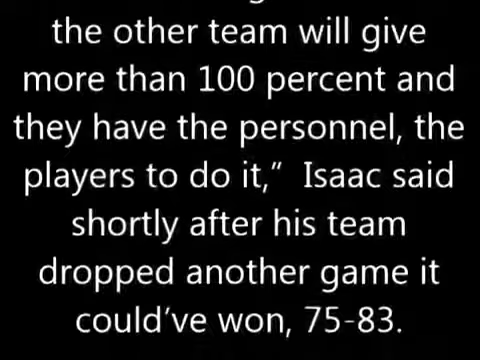 the other team will give
more than 100 percent and
they have the personnel, the
players to do it,” Isaac said
shortly after his team
dropped another game it
could’ve won, 75-83.